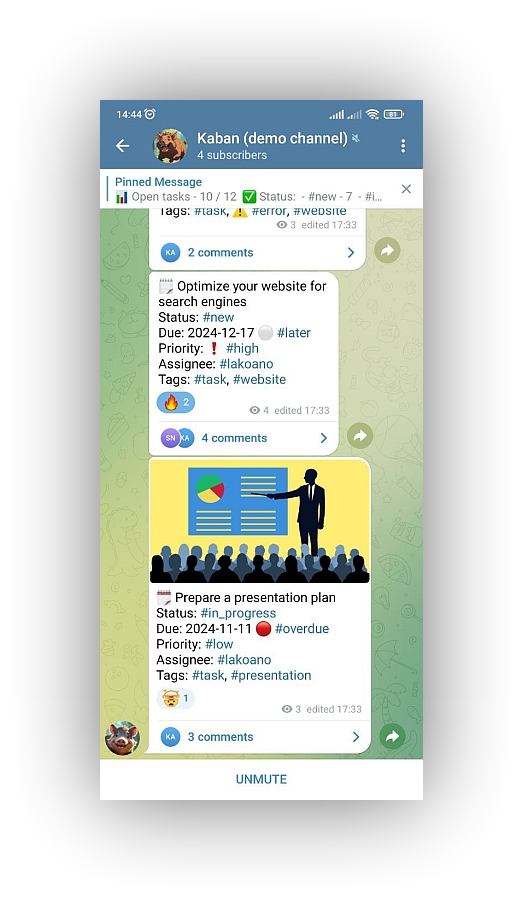 14:44
61
Kaban (demo channel)
4 subscribers
Pinned Message
📊 Open tasks - 10 / 12 ✅ Status: - #new - 7 - #i...
Tags: #task, ⚠️ #error, #website
3 edited 17:33
KA 2 comments
🗒️ Optimize your website for
search engines
Status: #new
Due: 2024-12-17 ⚪ #later
Priority: ❗ #high
Assignee: #lakoano
Tags: #task, #website
🔥 2
4 edited 17:33
SN KA 4 comments
🗓️ Prepare a presentation plan
Status: #in_progress
Due: 2024-11-11 🔴 #overdue
Priority: #low
Assignee: #lakoano
Tags: #task, #presentation
🤯 1
3 edited 17:33
KA 3 comments
UNMUTE